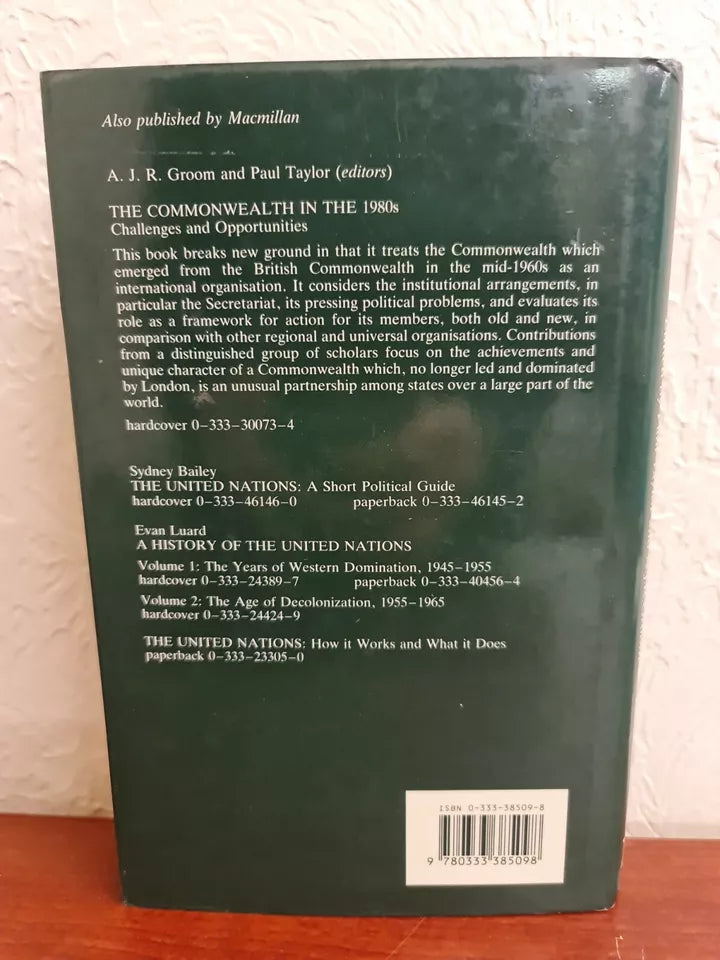 Also published by Macmillan
A. J. R. Groom and Paul Taylor (editors)
THE COMMONWEALTH IN THE 1980s
Challenges and Opportunities
This book breaks new ground in that it treats the Commonwealth which
emerged from the British Commonwealth in the mid-1960s as an
international organisation. It considers the institutional arrangements, in
particular the Secretariat, its pressing political problems, and evaluates its
role as a framework for action for its members, both old and new, in
comparison with other regional and universal organisations. Contributions
from a distinguished group of scholars focus on the achievements and
unique character of a Commonwealth which, no longer led and dominated
by London, is an unusual partnership among states over a large part of the
world.
hardcover 0–333–30073–4
Sydney Bailey
THE UNITED NATIONS: A Short Political Guide
hardcover 0–333–46146–0 paperback 0–333–46145–2
Evan Luard
A HISTORY OF THE UNITED NATIONS
Volume 1: The Years of Western Domination, 1945–1955
hardcover 0–333–24389–7 paperback 0–333–40456–4
Volume 2: The Age of Decolonization, 1955–1965
hardcover 0–333–24424–9
THE UNITED NATIONS: How it Works and What it Does
paperback 0–333–23305–0
ISBN 0-333-38509-8
9 780333 385098